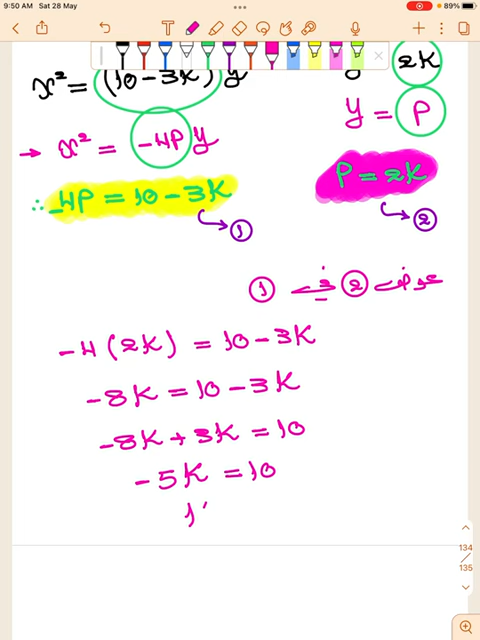 9:50 AM Sat 28 May
89%
x² = (10 - 3K) y
2K
→ x² = -4P y
y = P
∴ -4P = 10 - 3K
①
P = 2K
②
عوض ② في ①
-4 ( 2K ) = 10 - 3K
-8K = 10 - 3K
-8K + 3K = 10
-5K = 10
134
135